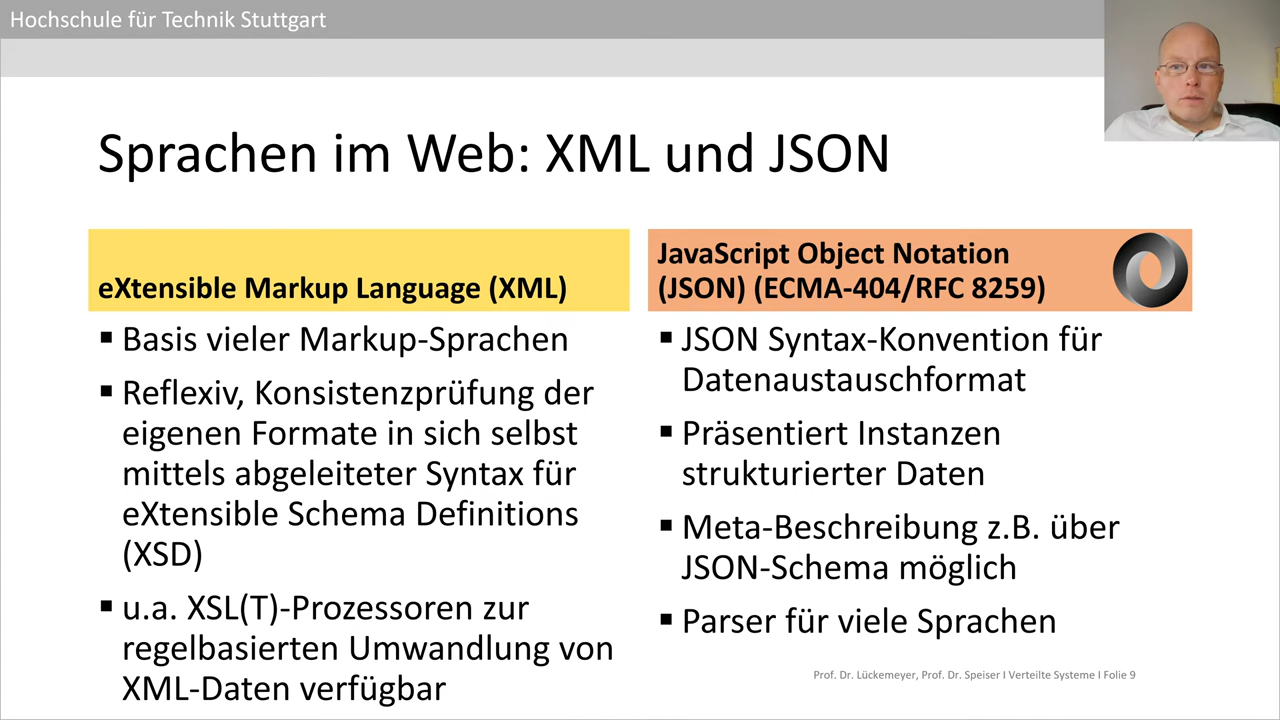 Hochschule für Technik Stuttgart
Sprachen im Web: XML und JSON
eXtensible Markup Language (XML)
▪ Basis vieler Markup-Sprachen
▪ Reflexiv, Konsistenzprüfung der
eigenen Formate in sich selbst
mittels abgeleiteter Syntax für
eXtensible Schema Definitions
(XSD)
▪ u.a. XSL(T)-Prozessoren zur
regelbasierten Umwandlung von
XML-Daten verfügbar
JavaScript Object Notation
(JSON) (ECMA-404/RFC 8259)
▪ JSON Syntax-Konvention für
Datenaustauschformat
▪ Präsentiert Instanzen
strukturierter Daten
▪ Meta-Beschreibung z.B. über
JSON-Schema möglich
▪ Parser für viele Sprachen
Prof. Dr. Lückemeyer, Prof. Dr. Speiser I Verteilte Systeme I Folie 9